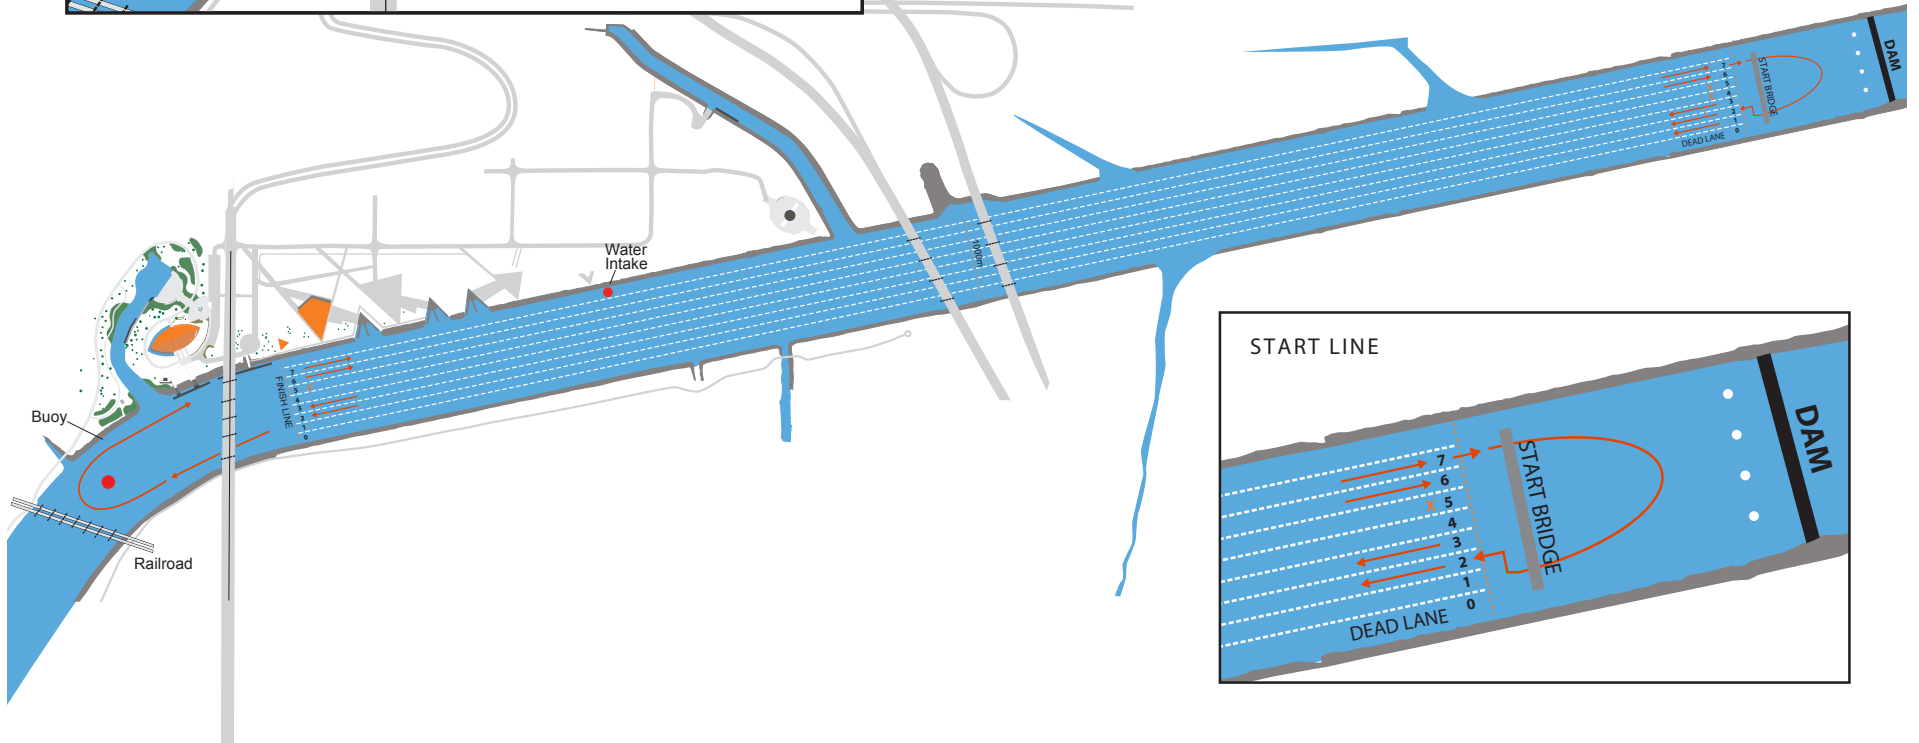 Water
Intake
1000m
START BRIDGE
DAM
DEAD LANE
FINISH LINE
Buoy
Railroad
START LINE
7
6
X 5
4
3
2
1
0
DEAD LANE
START BRIDGE
DAM